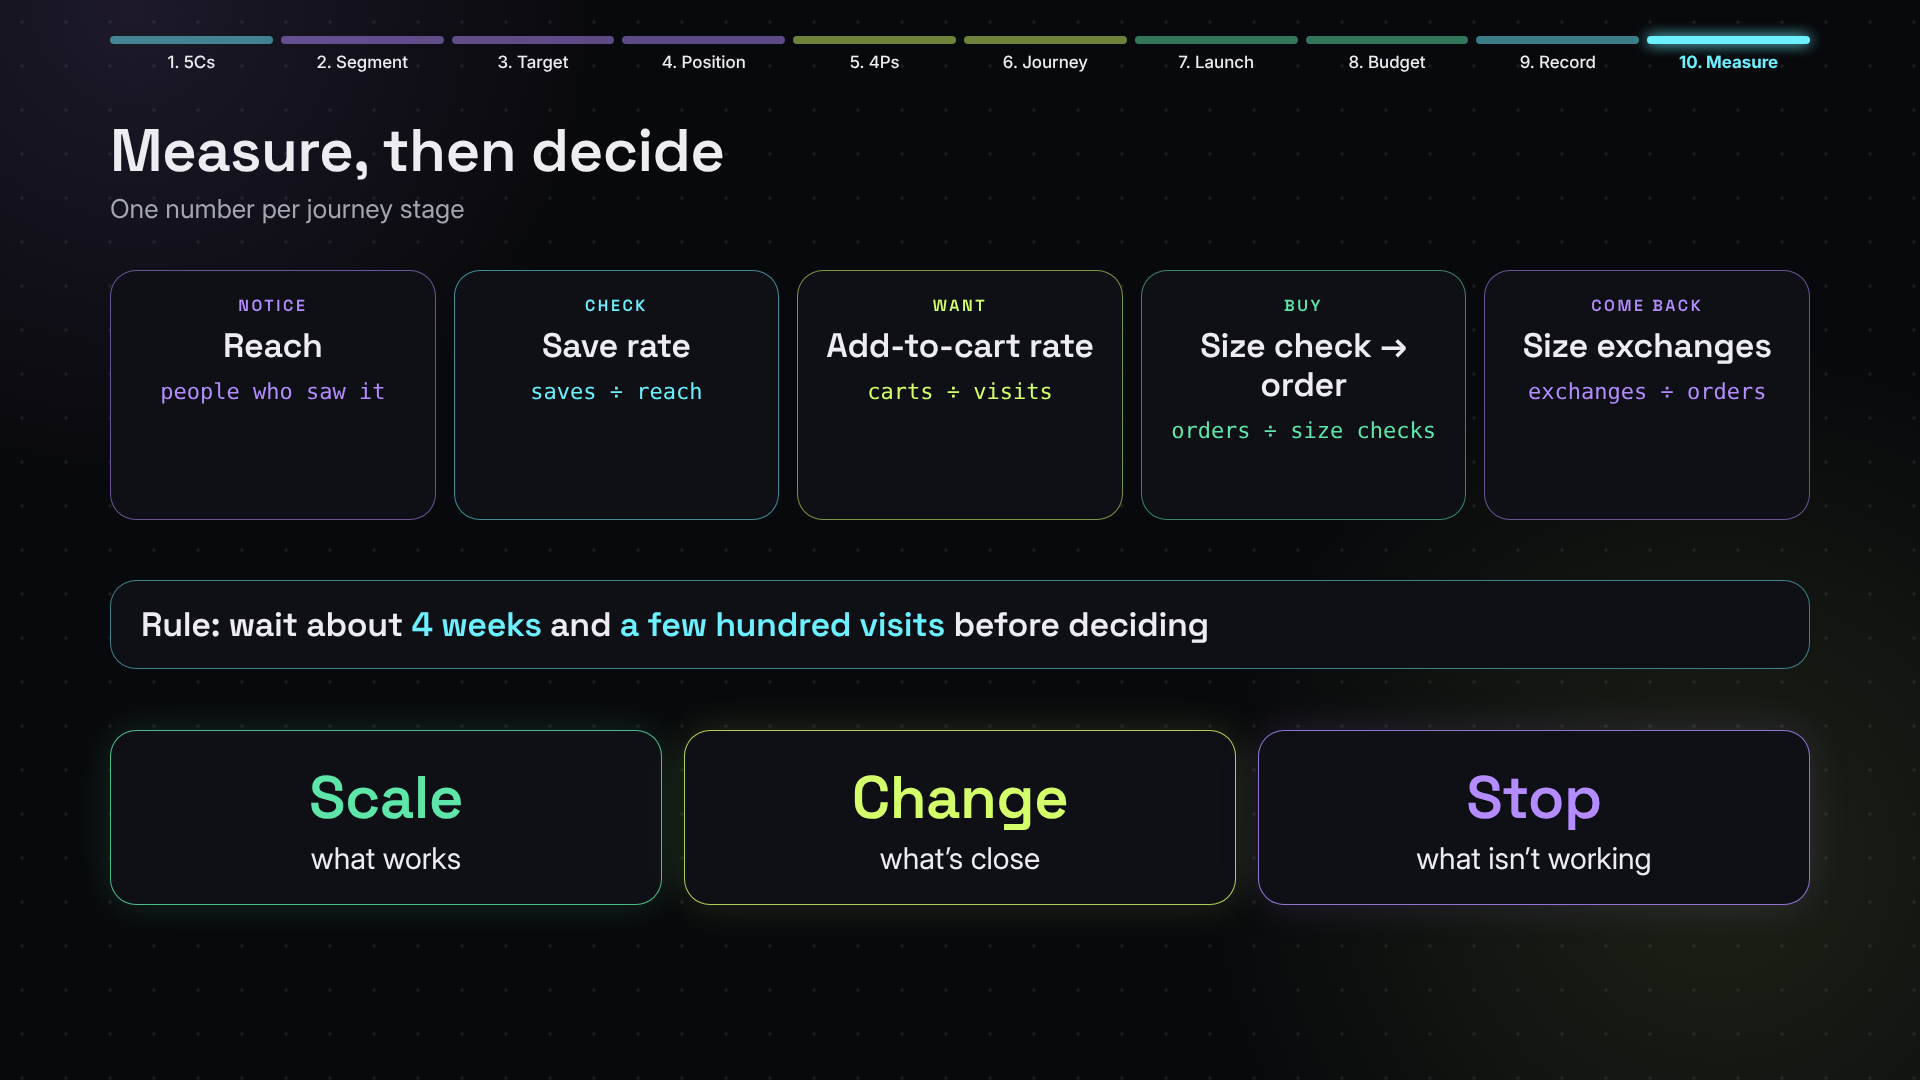 1. 5Cs
2. Segment
3. Target
4. Position
5. 4Ps
6. Journey
7. Launch
8. Budget
9. Record
10. Measure
Measure, then decide
One number per journey stage
NOTICE
Reach
people who saw it
CHECK
Save rate
saves ÷ reach
WANT
Add-to-cart rate
carts ÷ visits
BUY
Size check →
order
orders ÷ size checks
COME BACK
Size exchanges
exchanges ÷ orders
Rule: wait about 4 weeks and a few hundred visits before deciding
Scale
what works
Change
what’s close
Stop
what isn’t working